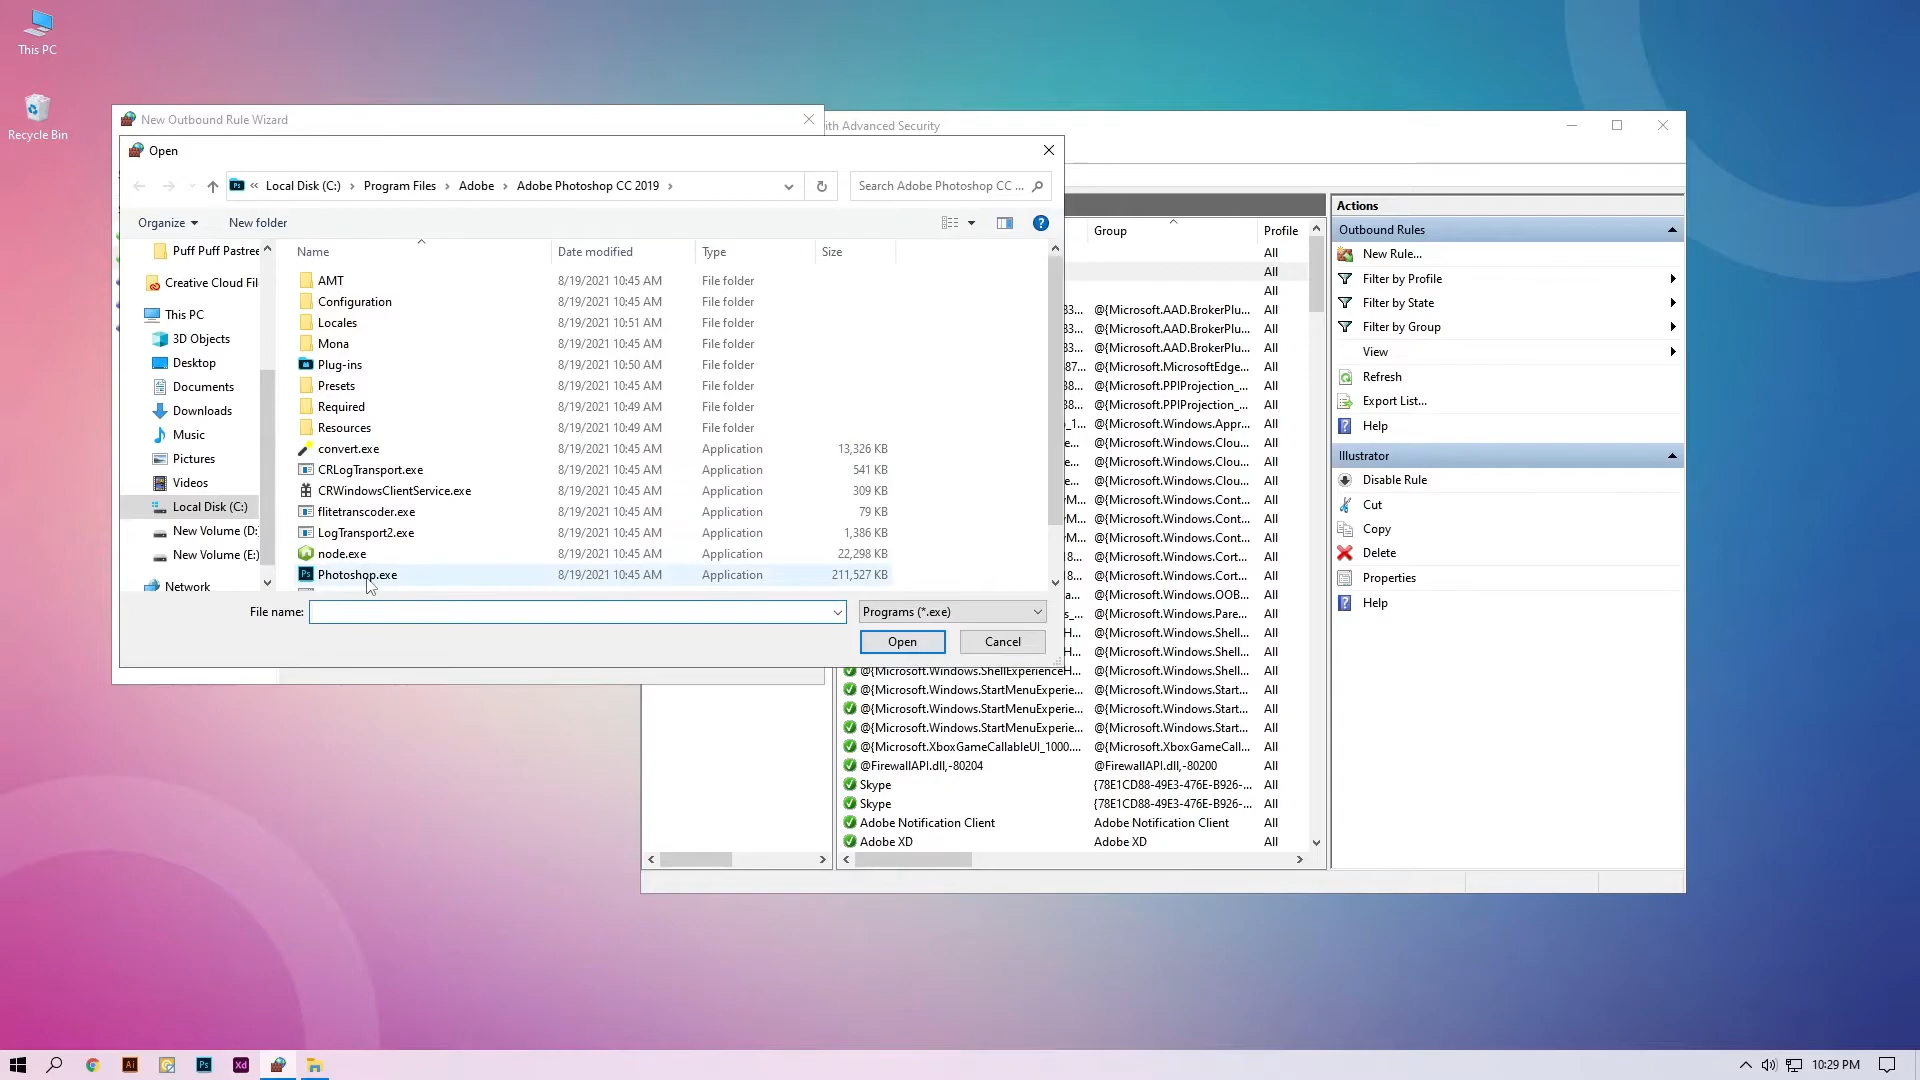 This PC
Recycle Bin
New Outbound Rule Wizard
ith Advanced Security
Open
« Local Disk (C:) > Program Files > Adobe > Adobe Photoshop CC 2019 >
Search Adobe Photoshop CC ...
Organize
New folder
Puff Puff Pastree
Creative Cloud Fil
This PC
3D Objects
Desktop
Documents
Downloads
Music
Pictures
Videos
Local Disk (C:)
New Volume (D:
New Volume (E:)
Network
Name Date modified Type Size
AMT 8/19/2021 10:45 AM File folder
Configuration 8/19/2021 10:45 AM File folder
Locales 8/19/2021 10:51 AM File folder
Mona 8/19/2021 10:45 AM File folder
Plug-ins 8/19/2021 10:50 AM File folder
Presets 8/19/2021 10:45 AM File folder
Required 8/19/2021 10:49 AM File folder
Resources 8/19/2021 10:49 AM File folder
convert.exe 8/19/2021 10:45 AM Application 13,326 KB
CRLogTransport.exe 8/19/2021 10:45 AM Application 541 KB
CRWindowsClientService.exe 8/19/2021 10:45 AM Application 309 KB
flitetranscoder.exe 8/19/2021 10:45 AM Application 79 KB
LogTransport2.exe 8/19/2021 10:45 AM Application 1,386 KB
node.exe 8/19/2021 10:45 AM Application 22,298 KB
Photoshop.exe 8/19/2021 10:45 AM Application 211,527 KB
File name:
Programs (*.exe)
Open
Cancel
Group Profile
All
All
All
33... @{Microsoft.AAD.BrokerPlu... All
33... @{Microsoft.AAD.BrokerPlu... All
33... @{Microsoft.AAD.BrokerPlu... All
87... @{Microsoft.MicrosoftEdge... All
38... @{Microsoft.PPIProjection_... All
38... @{Microsoft.PPIProjection_... All
_1... @{Microsoft.Windows.Appr... All
e... @{Microsoft.Windows.Clou... All
e... @{Microsoft.Windows.Clou... All
e... @{Microsoft.Windows.Clou... All
yM... @{Microsoft.Windows.Cont... All
yM... @{Microsoft.Windows.Cont... All
yM... @{Microsoft.Windows.Cont... All
18... @{Microsoft.Windows.Cort... All
18... @{Microsoft.Windows.Cort... All
a... @{Microsoft.Windows.OOB... All
s_... @{Microsoft.Windows.Pare... All
H... @{Microsoft.Windows.Shell... All
H... @{Microsoft.Windows.Shell... All
@{Microsoft.Windows.ShellExperienceH... @{Microsoft.Windows.Shell... All
@{Microsoft.Windows.StartMenuExperie... @{Microsoft.Windows.Start... All
@{Microsoft.Windows.StartMenuExperie... @{Microsoft.Windows.Start... All
@{Microsoft.Windows.StartMenuExperie... @{Microsoft.Windows.Start... All
@{Microsoft.XboxGameCallableUI_1000.... @{Microsoft.XboxGameCall... All
@FirewallAPI.dll,-80204 @FirewallAPI.dll,-80200 All
Skype {78E1CD88-49E3-476E-B926-... All
Skype {78E1CD88-49E3-476E-B926-... All
Adobe Notification Client Adobe Notification Client All
Adobe XD Adobe XD All
Actions
Outbound Rules
New Rule...
Filter by Profile
Filter by State
Filter by Group
View
Refresh
Export List...
Help
Illustrator
Disable Rule
Cut
Copy
Delete
Properties
Help
Ai
Ps
Xd
10:29 PM